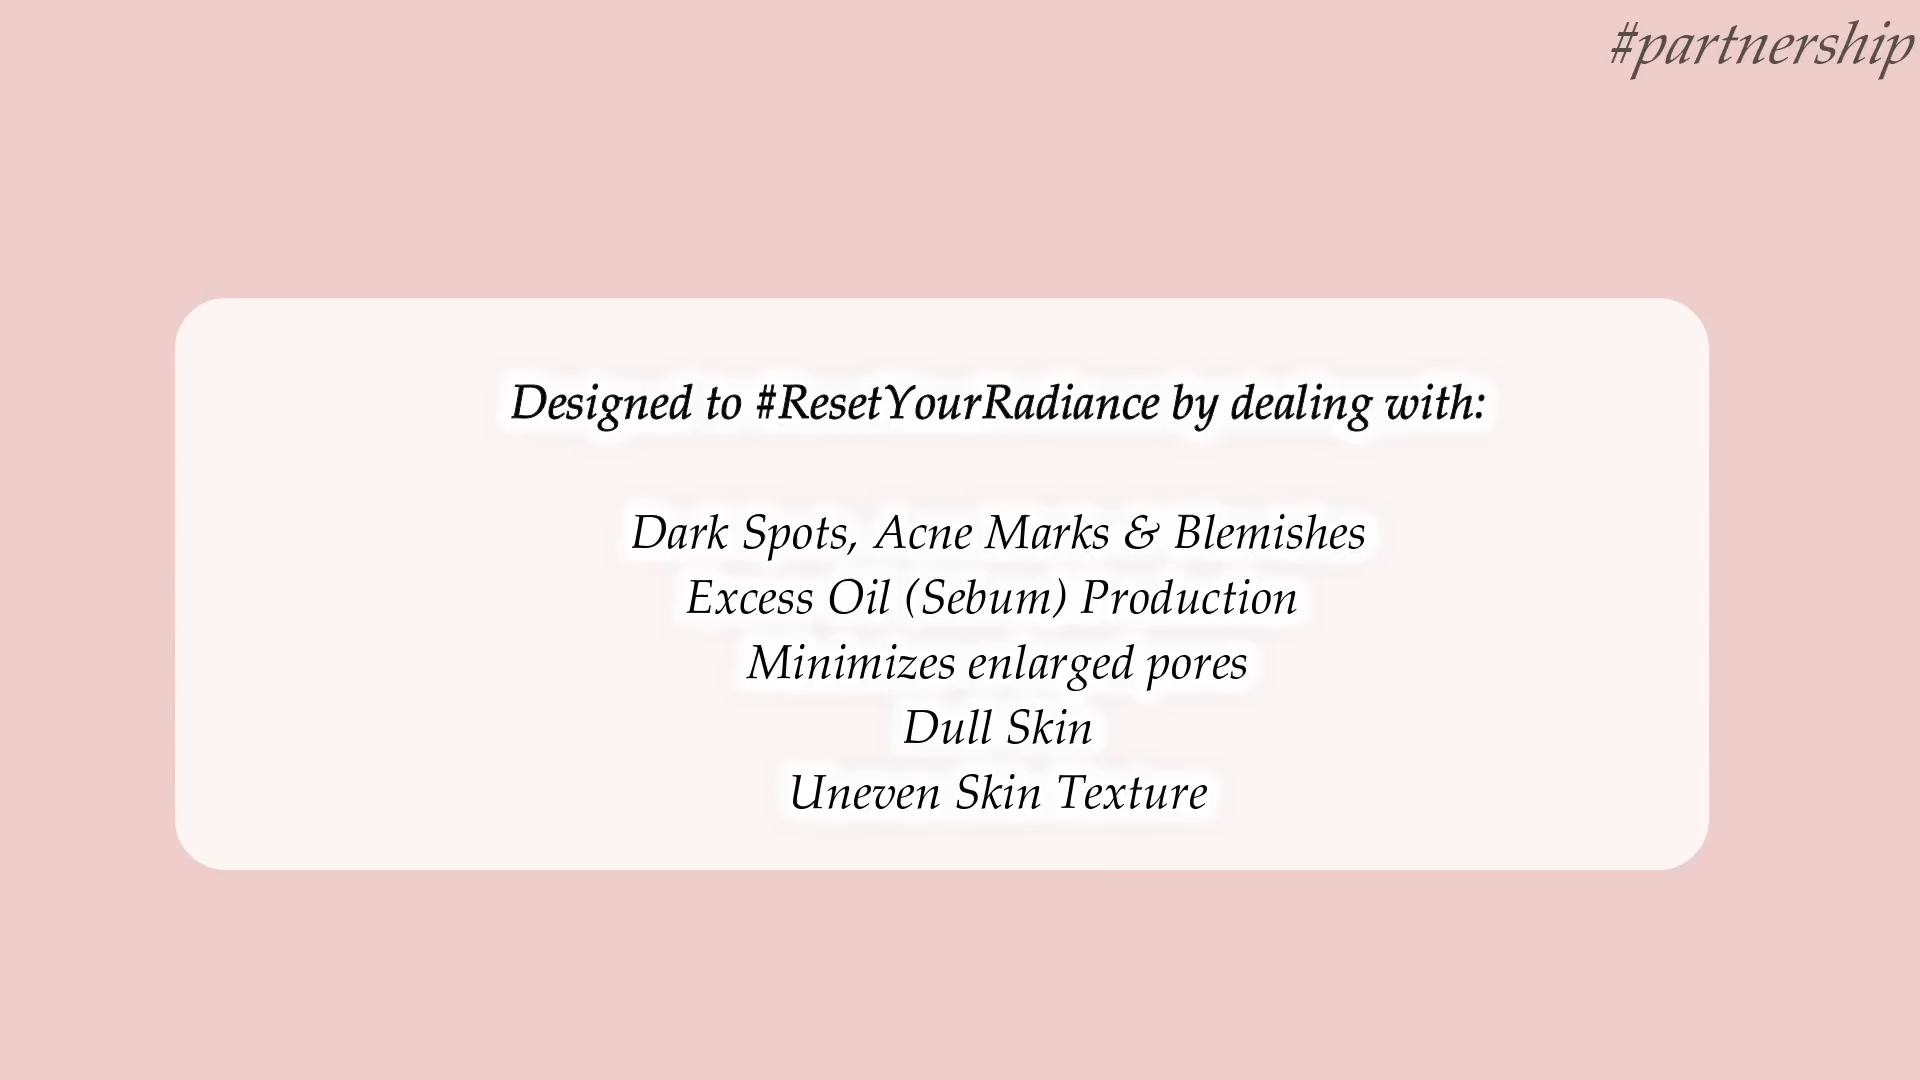 #partnership
Designed to #ResetYourRadiance by dealing with:
Dark Spots, Acne Marks & Blemishes
Excess Oil (Sebum) Production
Minimizes enlarged pores
Dull Skin
Uneven Skin Texture